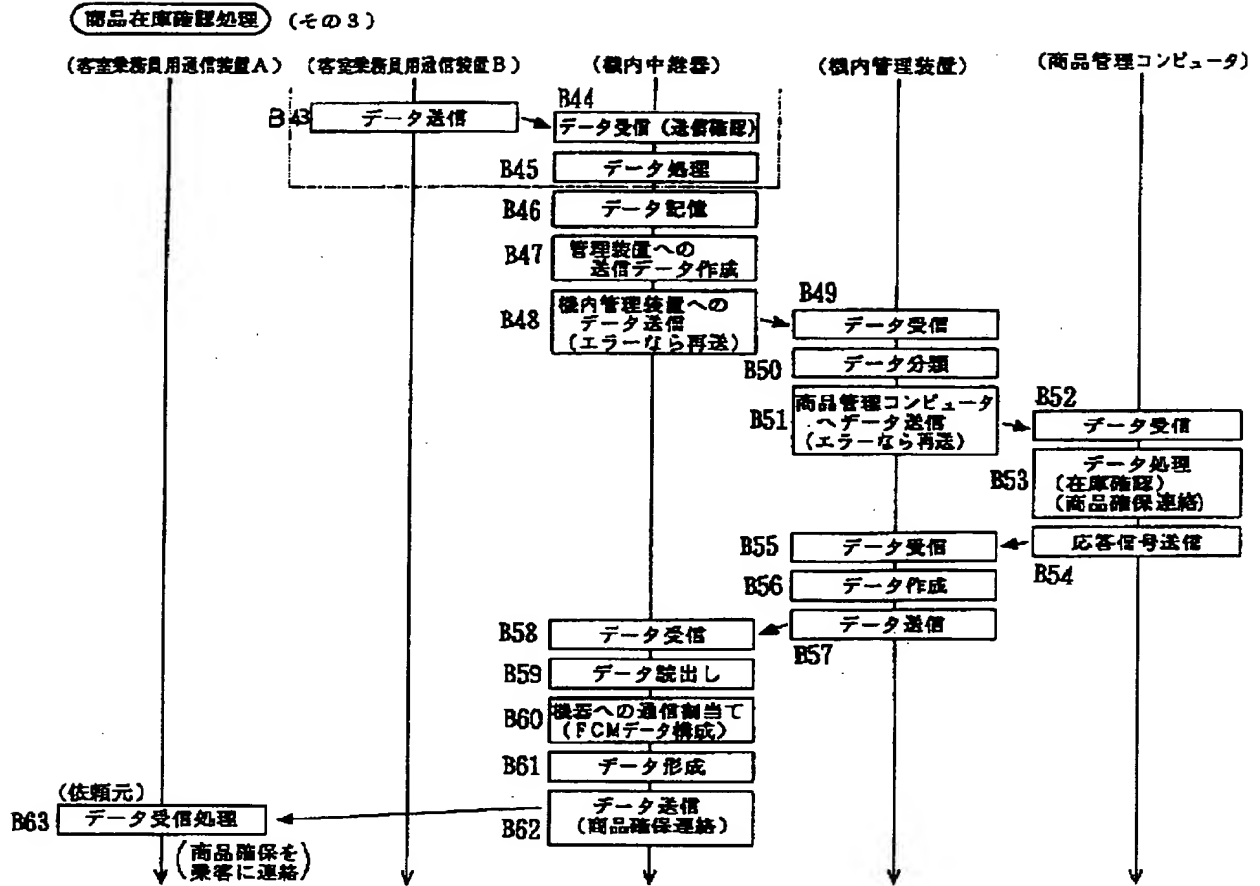 商品在庫確認処理 (その3)
(客室乗務員用通信装置A) (客室乗務員用通信装置B) (機内中継器) (機内管理装置) (商品管理コンピュータ)
B43 データ送信
B44
データ受信(送信確認)
B45 データ処理
B46 データ記憶
B47 管理装置への
送信データ作成
B48 機内管理装置への
データ送信
(エラーなら再送)
B49
データ受信
B50 データ分類
B51 商品管理コンピュータ
へデータ送信
(エラーなら再送)
B52
データ受信
B53 データ処理
(在庫確認)
(商品確保連絡)
応答信号送信
B54
B55 データ受信
B56 データ作成
データ送信
B57
B58 データ受信
B59 データ読出し
B60 機器への通信割当て
(FCMデータ構成)
B61 データ形成
B62 データ送信
(商品確保連絡)
(依頼元)
B63 データ受信処理
(商品確保を
乗客に連絡)